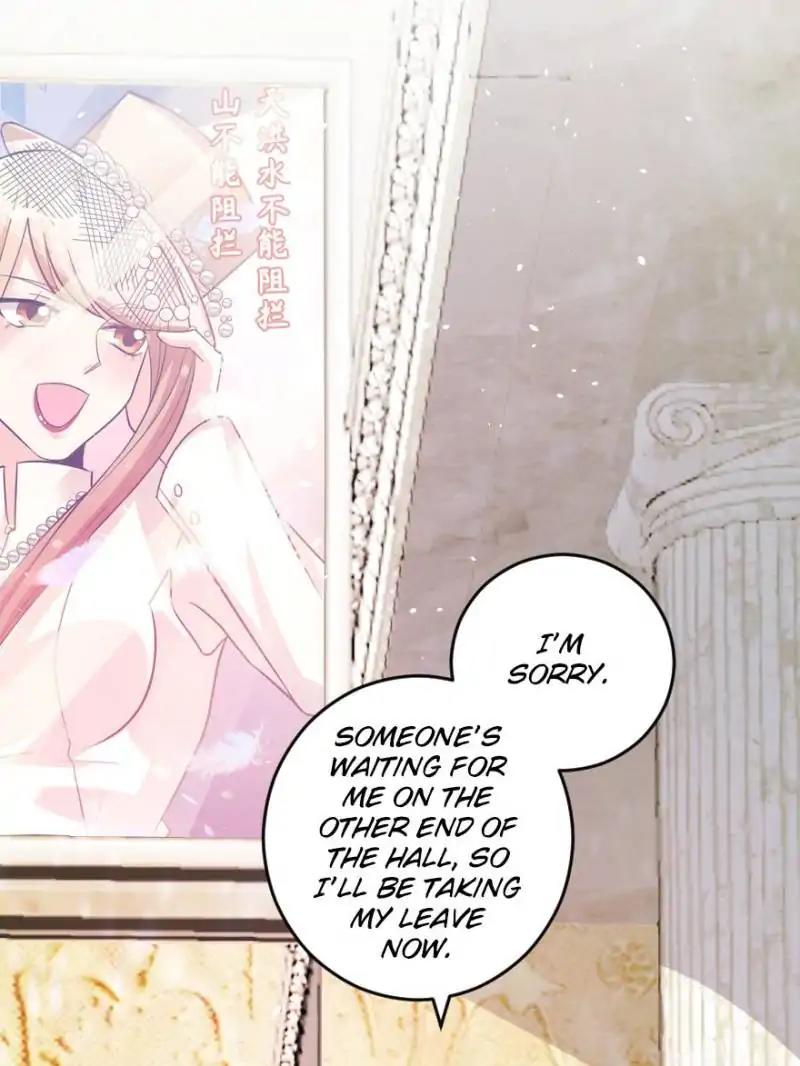 大洪水不能阻拦
山不能阻拦
I'M
SORRY.
SOMEONE'S
WAITING FOR
ME ON THE
OTHER END OF
THE HALL, SO
I'LL BE TAKING
MY LEAVE
NOW.